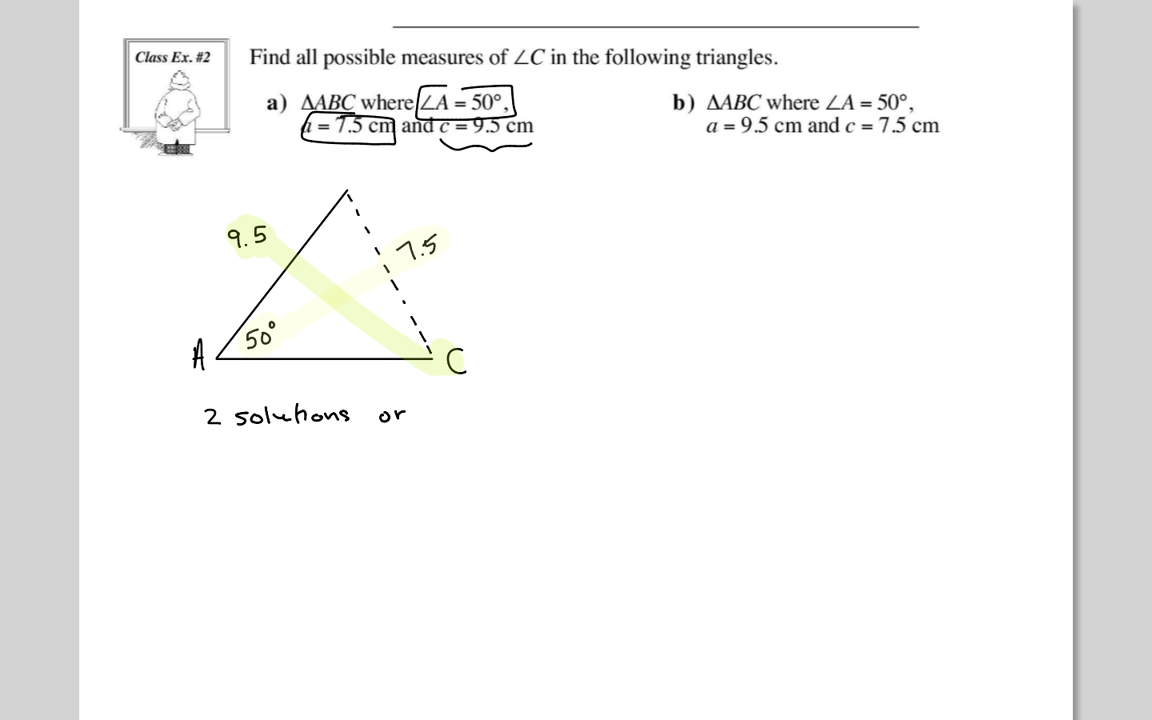 Class Ex. #2
Find all possible measures of ∠C in the following triangles.
a) ΔABC where ∠A = 50°,
a = 7.5 cm and c = 9.5 cm
b) ΔABC where ∠A = 50°,
a = 9.5 cm and c = 7.5 cm
9.5
7.5
50°
A
C
2 solutions or